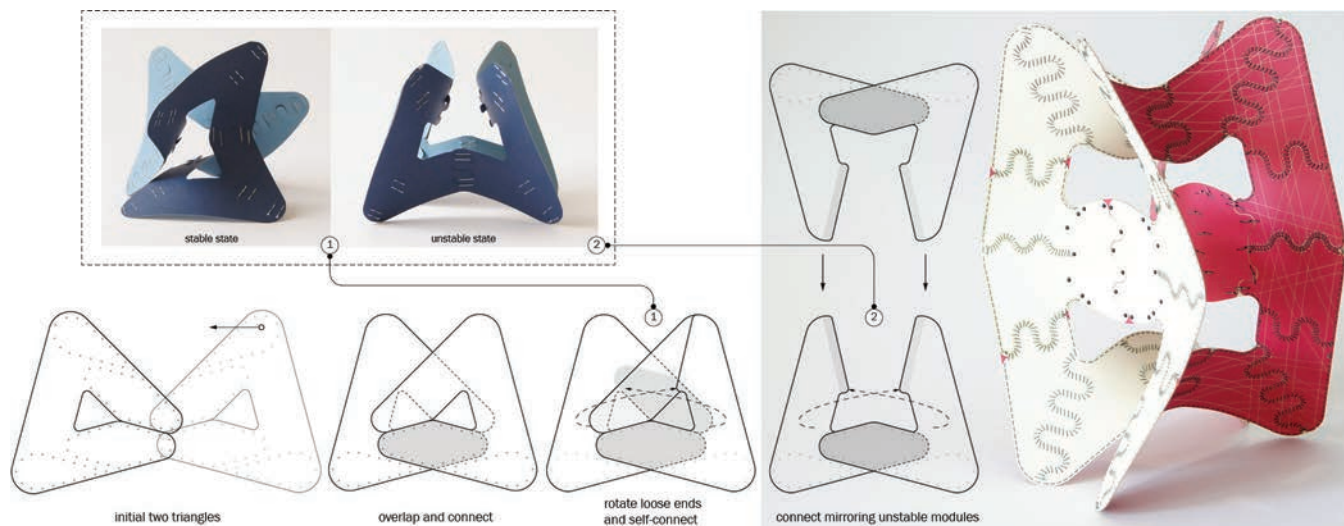 stable state
unstable state
1
2
1
2
initial two triangles
overlap and connect
rotate loose ends
and self-connect
connect mirroring unstable modules